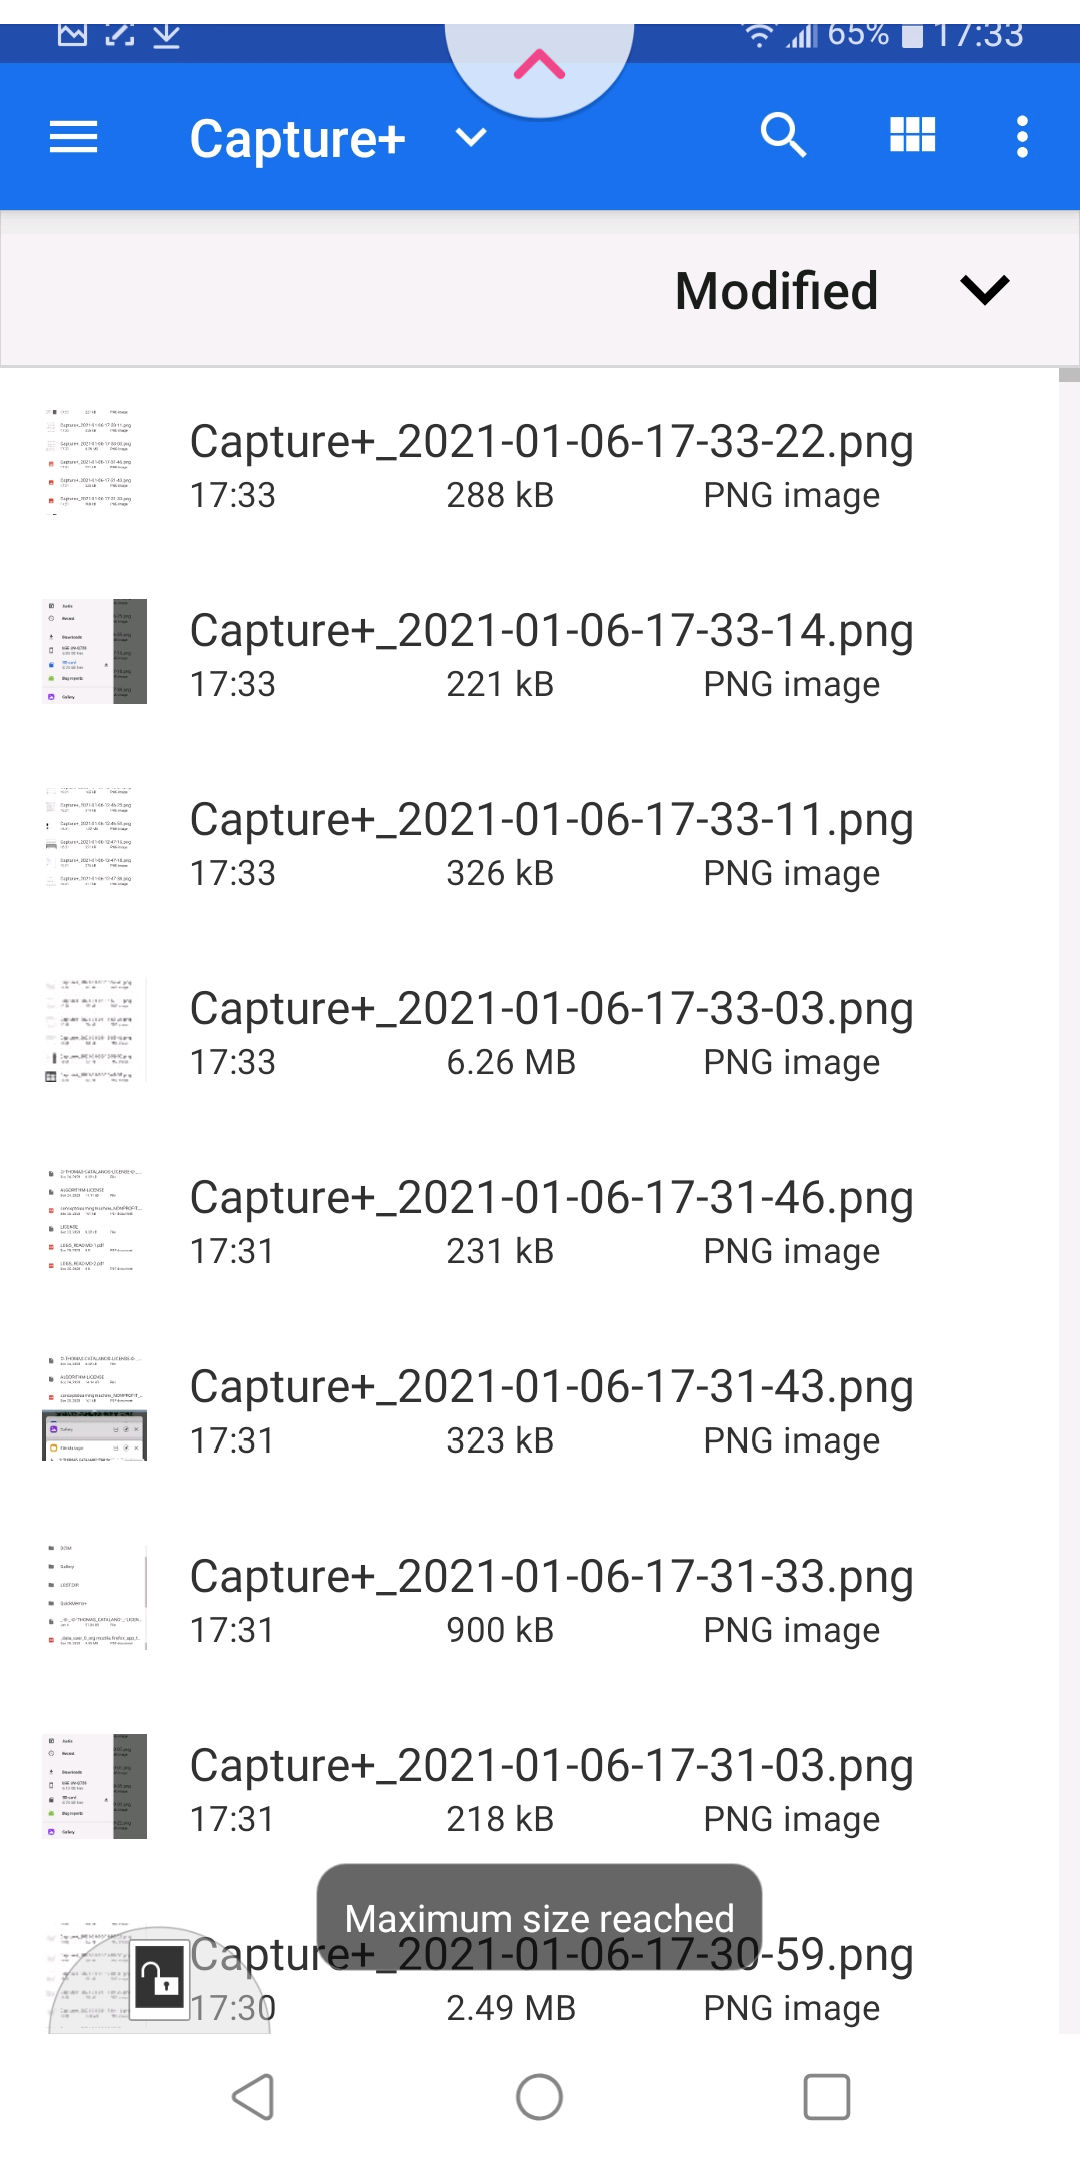 65% 17:33
Capture+
Modified
Capture+_2021-01-06-17-33-22.png
17:33 288 kB PNG image
Capture+_2021-01-06-17-33-14.png
17:33 221 kB PNG image
Capture+_2021-01-06-17-33-11.png
17:33 326 kB PNG image
Capture+_2021-01-06-17-33-03.png
17:33 6.26 MB PNG image
Capture+_2021-01-06-17-31-46.png
17:31 231 kB PNG image
Capture+_2021-01-06-17-31-43.png
17:31 323 kB PNG image
Capture+_2021-01-06-17-31-33.png
17:31 900 kB PNG image
Capture+_2021-01-06-17-31-03.png
17:31 218 kB PNG image
Maximum size reached
Capture+_2021-01-06-17-30-59.png
17:30 2.49 MB PNG image